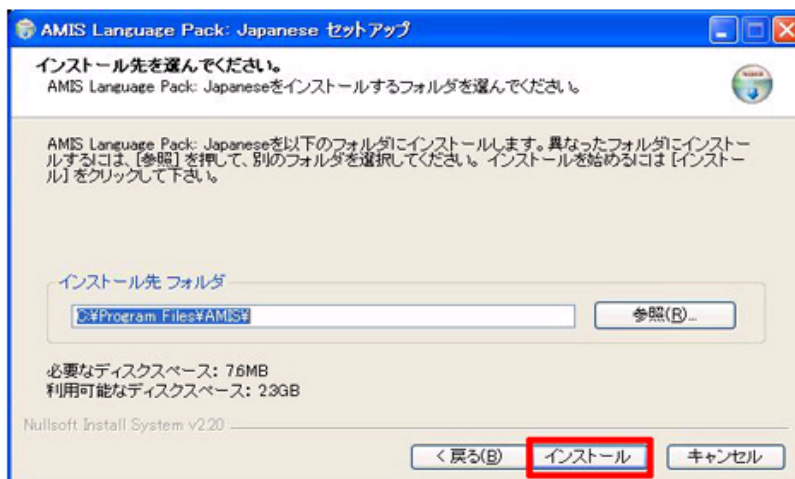 AMIS Language Pack: Japanese セットアップ
インストール先を選んでください。
AMIS Language Pack: Japaneseをインストールするフォルダを選んでください。
AMIS Language Pack: Japaneseを以下のフォルダにインストールします。異なったフォルダにインストー
ルするには、[参照] を押して、別のフォルダを選択してください。インストールを始めるには [インストー
ル] をクリックして下さい。
インストール先 フォルダ
C:¥Program Files¥AMIS¥
参照(R)...
必要なディスクスペース: 7.6MB
利用可能なディスクスペース: 2.3GB
Nullsoft Install System v2.20
< 戻る(B)
インストール
キャンセル